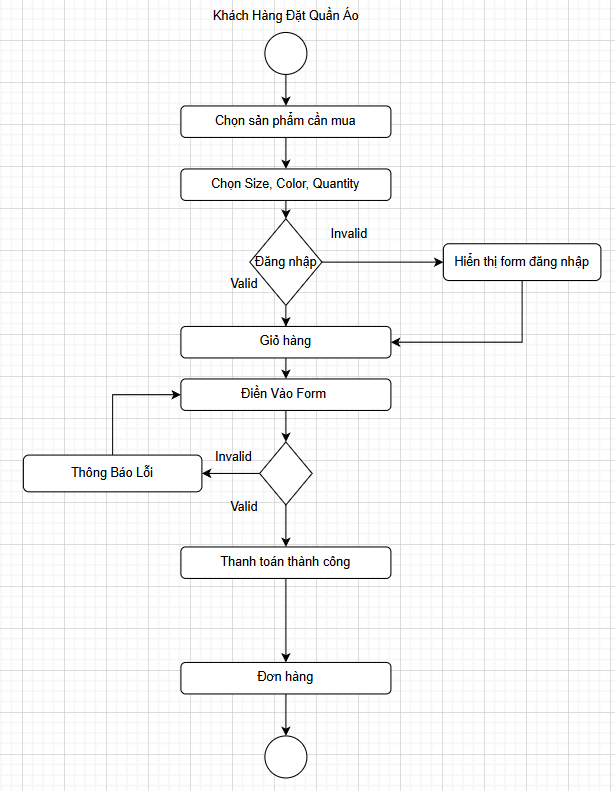 Khách Hàng Đặt Quần Áo
Chọn sản phẩm cần mua
Chọn Size, Color, Quantity
Invalid
Đăng nhập
Hiển thị form đăng nhập
Valid
Giỏ hàng
Điền Vào Form
Invalid
Thông Báo Lỗi
Valid
Thanh toán thành công
Đơn hàng